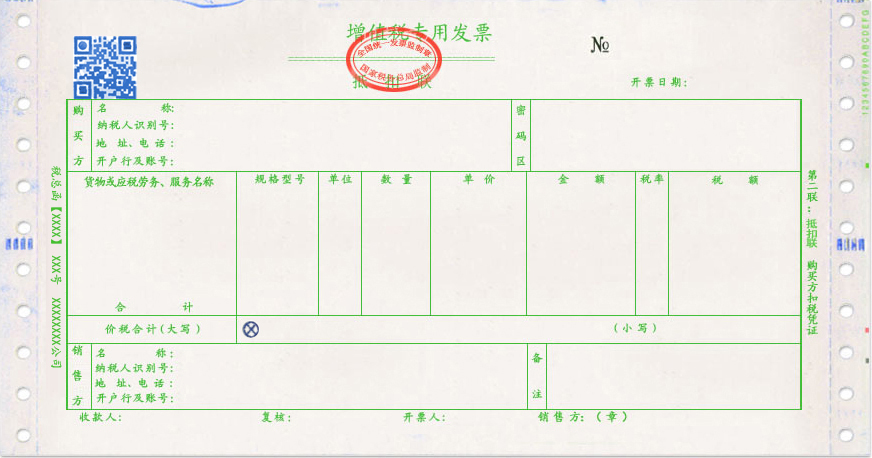 增值税专用发票
全国统一发票监制章
国家税务总局监制
抵 扣 联
№
开票日期：
购买方
名 称：
纳税人识别号：
地 址、电 话：
开户行及账号：
密码区
货物或应税劳务、服务名称 规格型号 单位 数 量 单 价 金 额 税率 税 额
合 计
价税合计(大写) ⊗ (小写)
销售方
名 称：
纳税人识别号：
地 址、电 话：
开户行及账号：
备注
收款人： 复核： 开票人： 销售方：(章)
税总函【XXXX】 XXX号 XXXXXXXXX公司
第二联：抵扣联 购买方扣税凭证
1234567890ABCDEFG